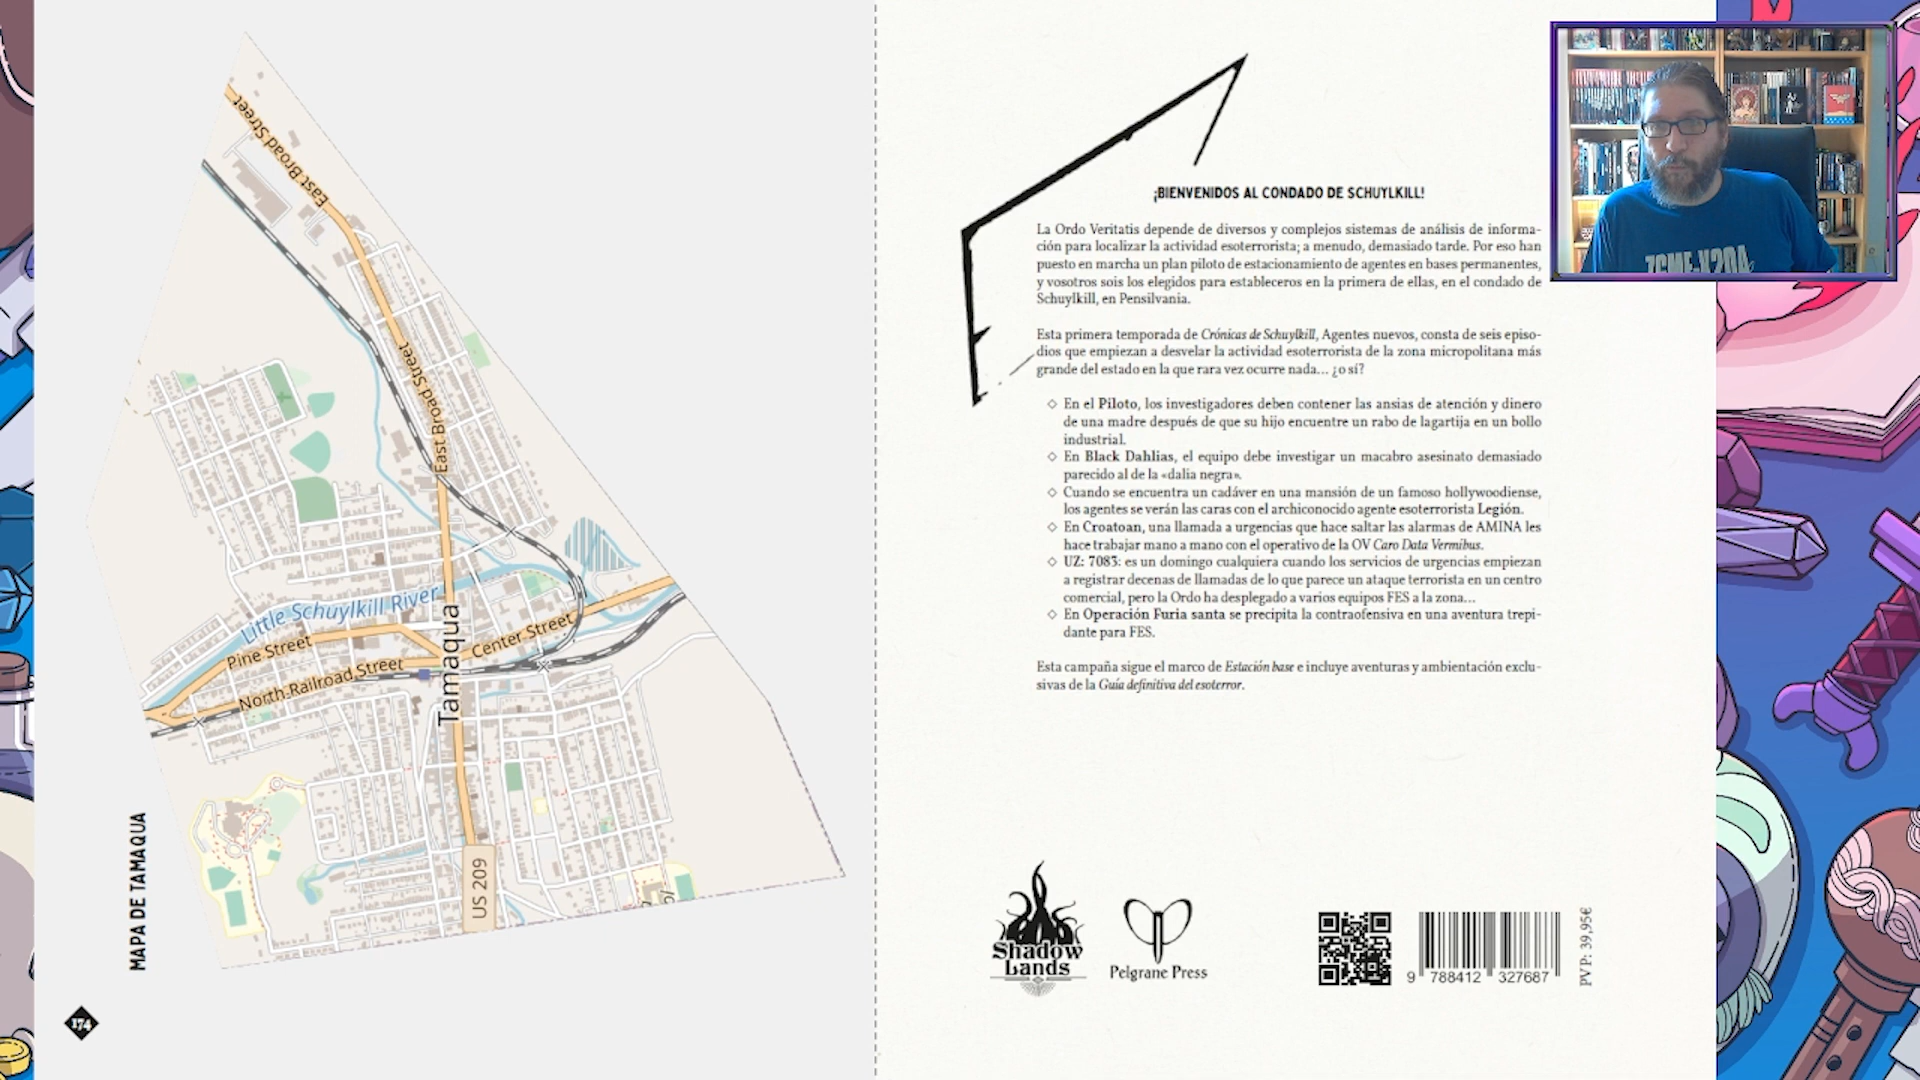 East Broad Street
East Broad Street
Little Schuylkill River
Pine Street
Center Street
North Railroad Street
Tamaqua
US 209
MAPA DE TAMAQUA
174
¡BIENVENIDOS AL CONDADO DE SCHUYLKILL!
La Ordo Veritatis depende de diversos y complejos sistemas de análisis de informa-
ción para localizar la actividad esoterrorista; a menudo, demasiado tarde. Por eso han
puesto en marcha un plan piloto de estacionamiento de agentes en bases permanentes,
y vosotros sois los elegidos para estableceros en la primera de ellas, en el condado de
Schuylkill, en Pensilvania.
Esta primera temporada de Crónicas de Schuylkill, Agentes nuevos, consta de seis episo-
dios que empiezan a desvelar la actividad esoterrorista de la zona micropolitana más
grande del estado en la que rara vez ocurre nada... ¿o sí?
◇ En el Piloto, los investigadores deben contener las ansias de atención y dinero
de una madre después de que su hijo encuentre un rabo de lagartija en un bollo
industrial.
◇ En Black Dahlias, el equipo debe investigar un macabro asesinato demasiado
parecido al de la «dalia negra».
◇ Cuando se encuentra un cadáver en una mansión de un famoso hollywoodiense,
los agentes se verán las caras con el archiconocido agente esoterrorista Legión.
◇ En Croatoan, una llamada a urgencias que hace saltar las alarmas de AMINA les
hace trabajar mano a mano con el operativo de la OV Caro Data Vermibus.
◇ UZ: 7083: es un domingo cualquiera cuando los servicios de urgencias empiezan
a registrar decenas de llamadas de lo que parece un ataque terrorista en un centro
comercial, pero la Ordo ha desplegado a varios equipos FES a la zona...
◇ En Operación Furia santa se precipita la contraofensiva en una aventura trepi-
dante para FES.
Esta campaña sigue el marco de Estación base e incluye aventuras y ambientación exclu-
sivas de la Guía definitiva del esoterror.
Shadow
Lands
Pelgrane Press
9 788412 327687
PVP: 39,95€